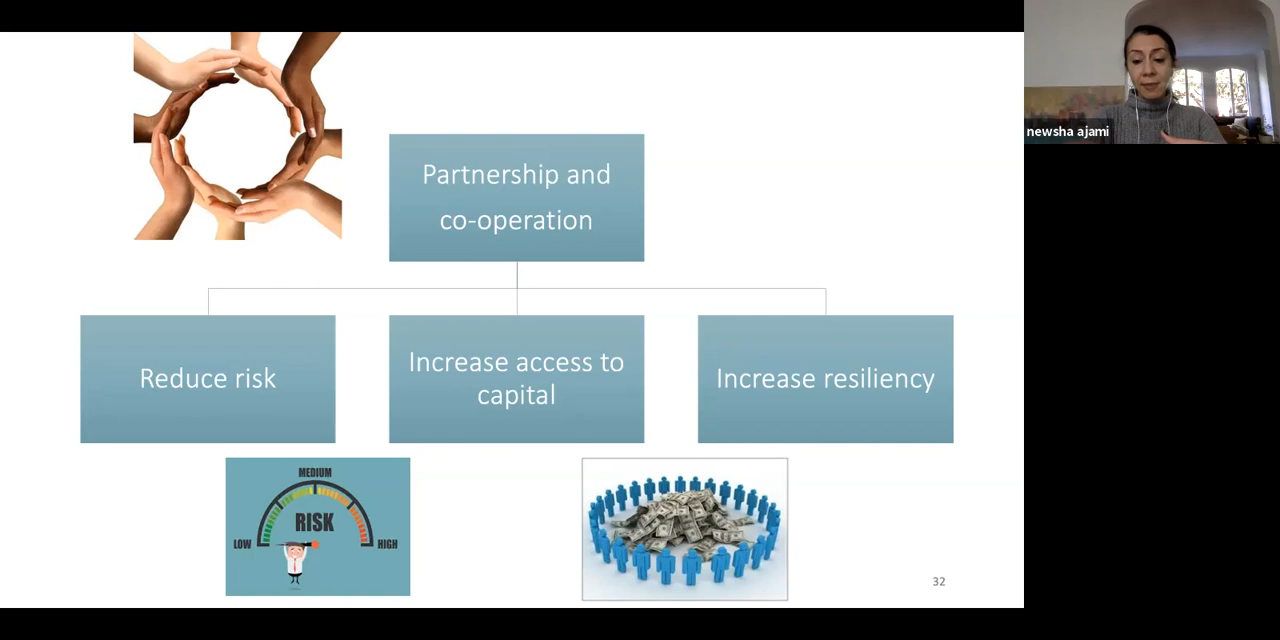 newsha ajami
Partnership and
co-operation
Reduce risk
Increase access to
capital
Increase resiliency
MEDIUM
RISK
LOW
HIGH
32